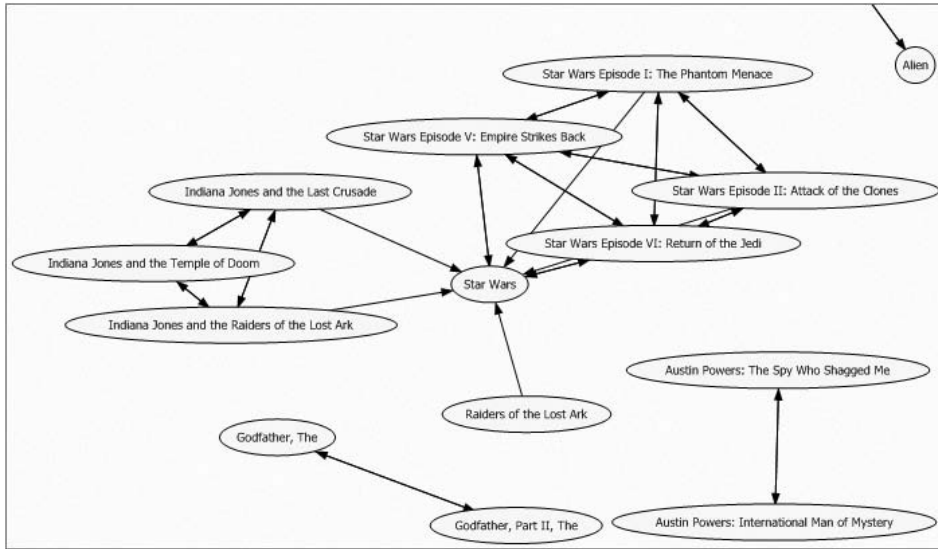 Alien
Star Wars Episode I: The Phantom Menace
Star Wars Episode V: Empire Strikes Back
Indiana Jones and the Last Crusade
Star Wars Episode II: Attack of the Clones
Star Wars Episode VI: Return of the Jedi
Indiana Jones and the Temple of Doom
Star Wars
Indiana Jones and the Raiders of the Lost Ark
Austin Powers: The Spy Who Shagged Me
Raiders of the Lost Ark
Godfather, The
Godfather, Part II, The
Austin Powers: International Man of Mystery